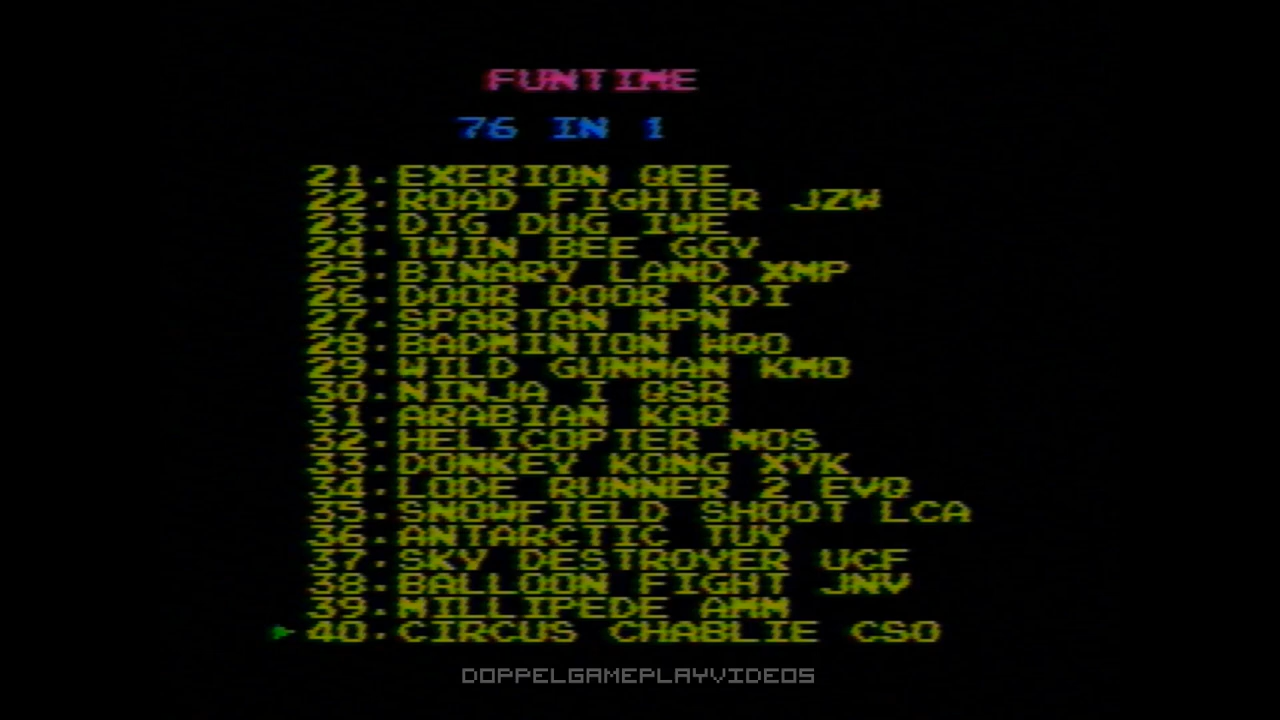 FUNTIME
76 IN 1
21.EXERION QEE
22.ROAD FIGHTER JZW
23.DIG DUG IWE
24.TWIN BEE GGV
25.BINARY LAND XMP
26.DOOR DOOR KDI
27.SPARTAN MPN
28.BADMINTON WQO
29.WILD GUNMAN KMO
30.NINJA I QSR
31.ARABIAN KAQ
32.HELICOPTER MOS
33.DONKEY KONG XVK
34.LODE RUNNER 2 EVQ
35.SNOWFIELD SHOOT LCA
36.ANTARCTIC TUV
37.SKY DESTROYER UCF
38.BALLOON FIGHT JNV
39.MILLIPEDE AMM
40.CIRCUS CHABLIE CSO
DOPPELGAMEPLAYVIDEOS